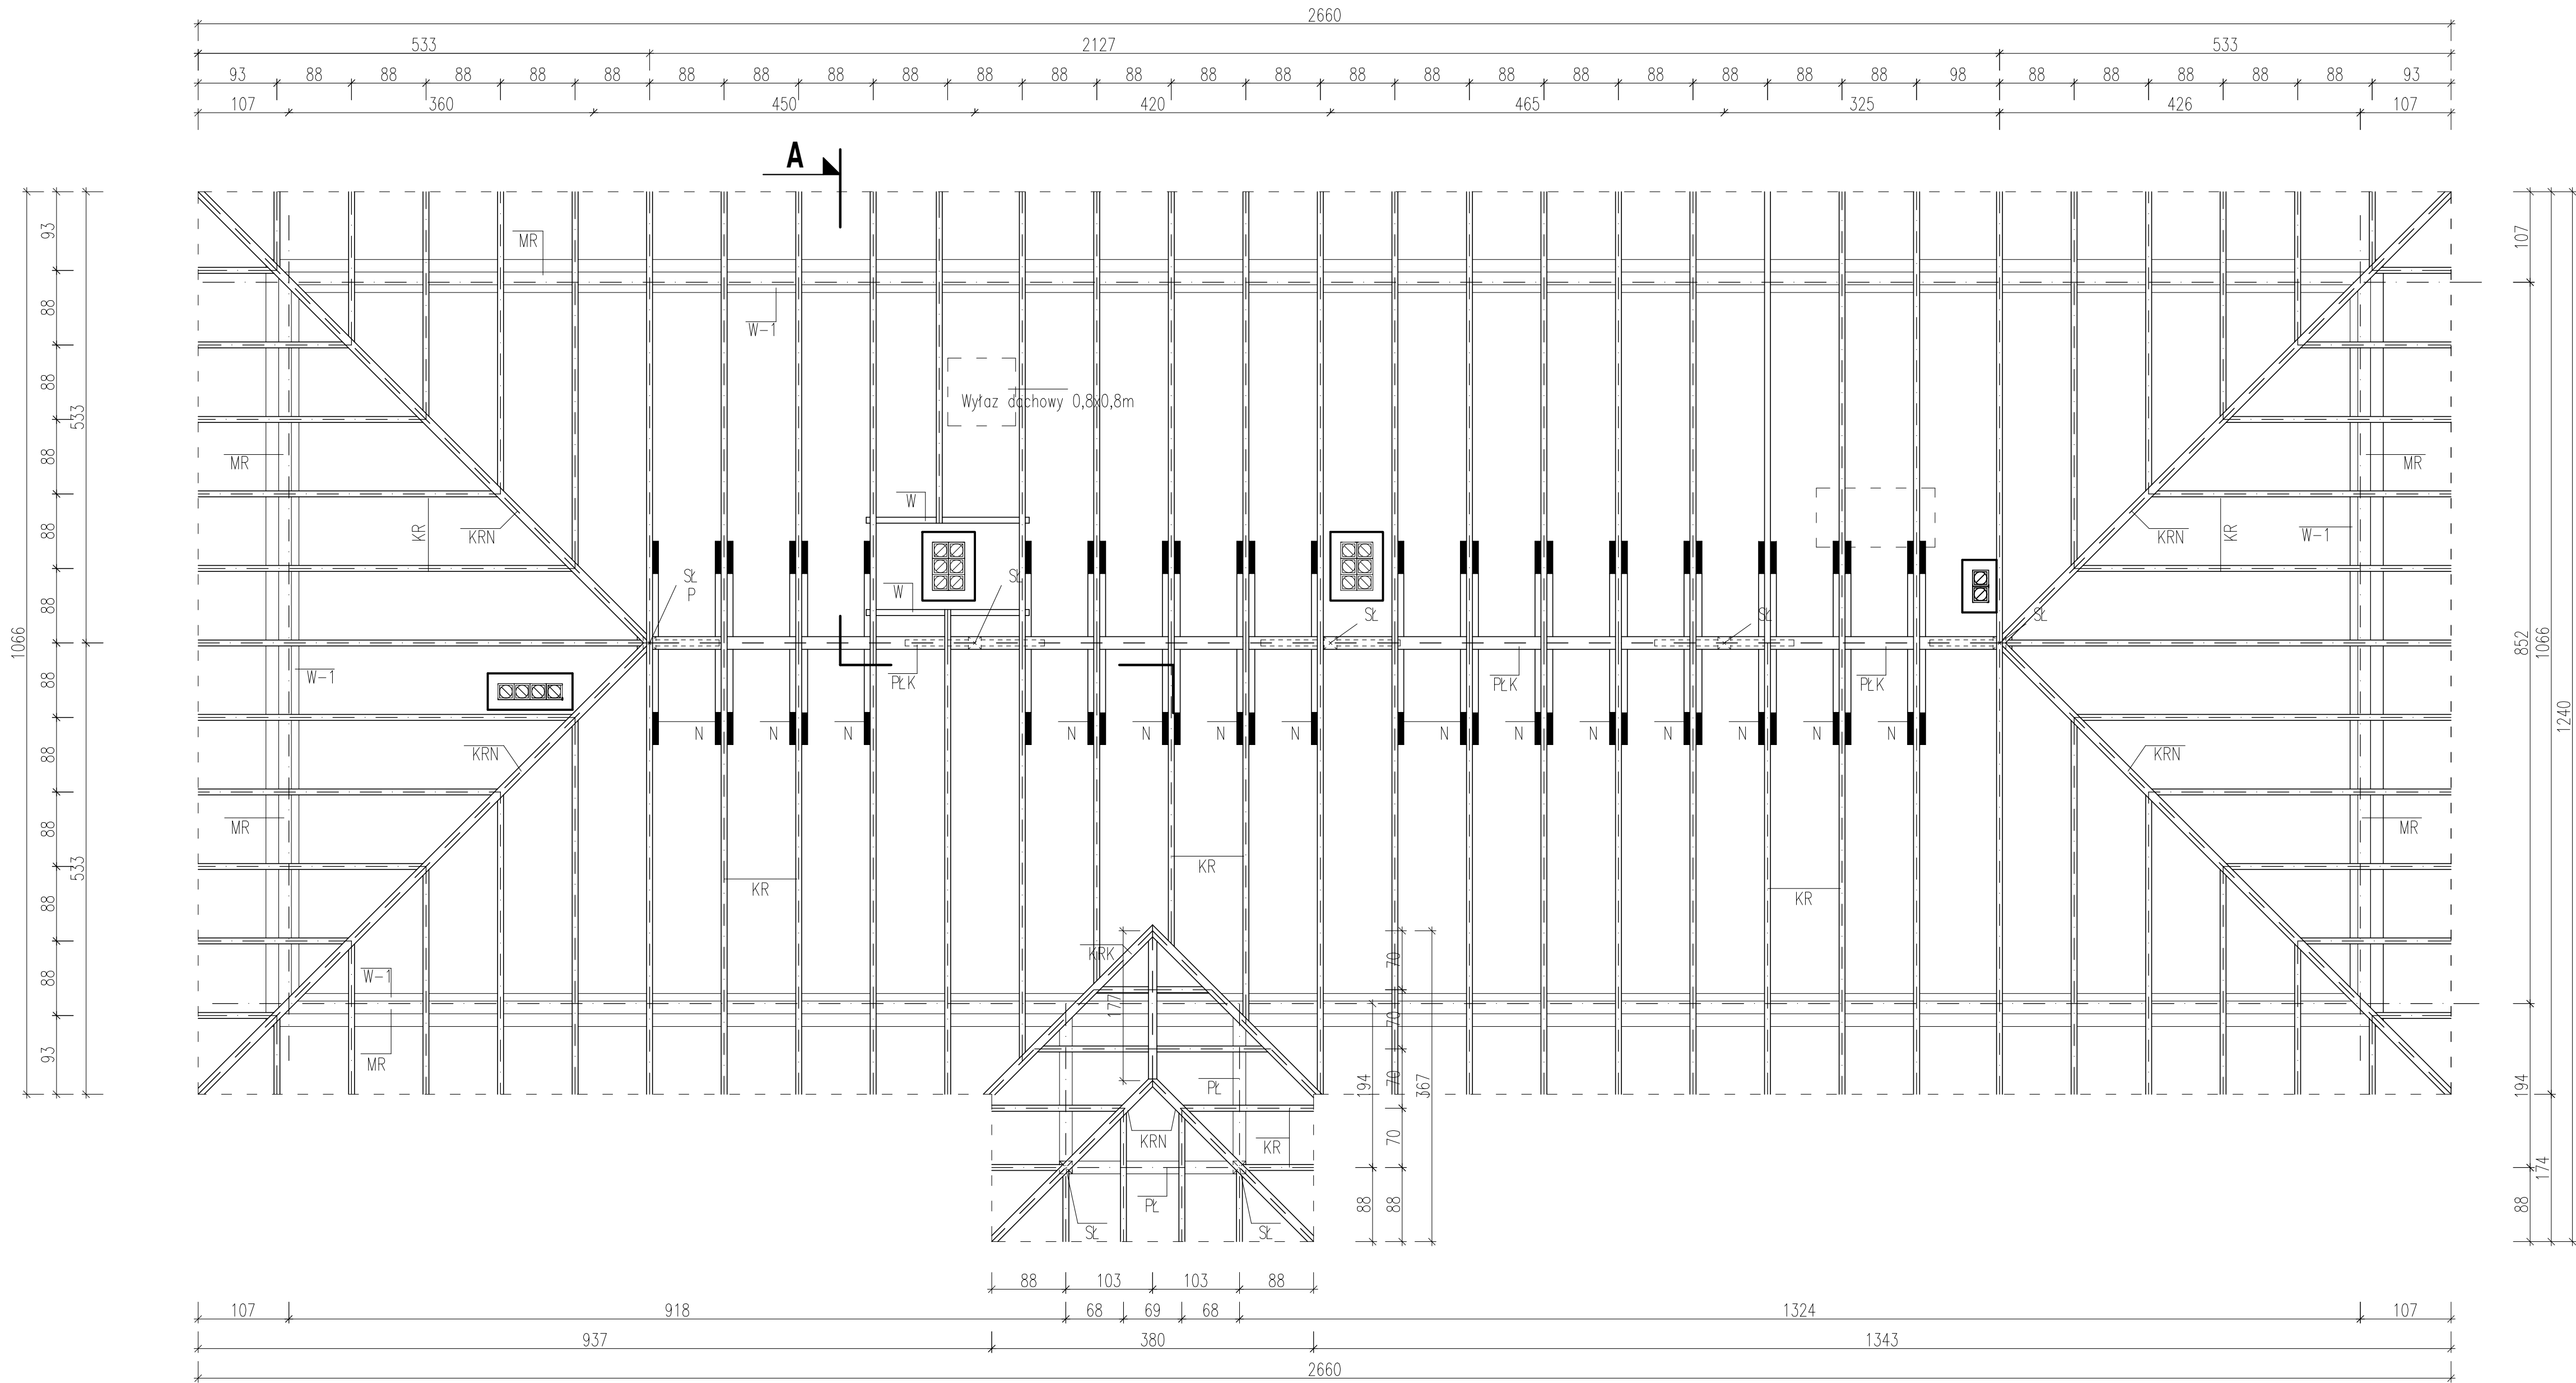 2660
533 2127 533
93 88 88 88 88 88 88 88 88 88 88 88 88 88 88 88 88 88 88 88 88 88 88 98 88 88 88 88 88 93
107 360 450 420 465 325 426 107
A
MR
W-1
Wyłaz dachowy 0,8x0,8m
MR
MR
KR
KRN
W
KRN
KR
W-1
W
SŁ
P
SŁ
SŁ
SŁ
SŁ
W-1
PŁK
PŁK
PŁK
N N N N N N N N N N N N N N
KRN
KRN
MR
MR
KR
KR
KR
KRK
W-1
MR
PŁ
KRN
KR
PŁ
SŁ
SŁ
177
70
70
70
70
88
194
88
367
1066
93
88
88
88
88
88
88
88
88
88
88
93
533
533
107
852
194
88
1066
174
1240
88 103 103 88
107 918 68 69 68 1324 107
937 380 1343
2660